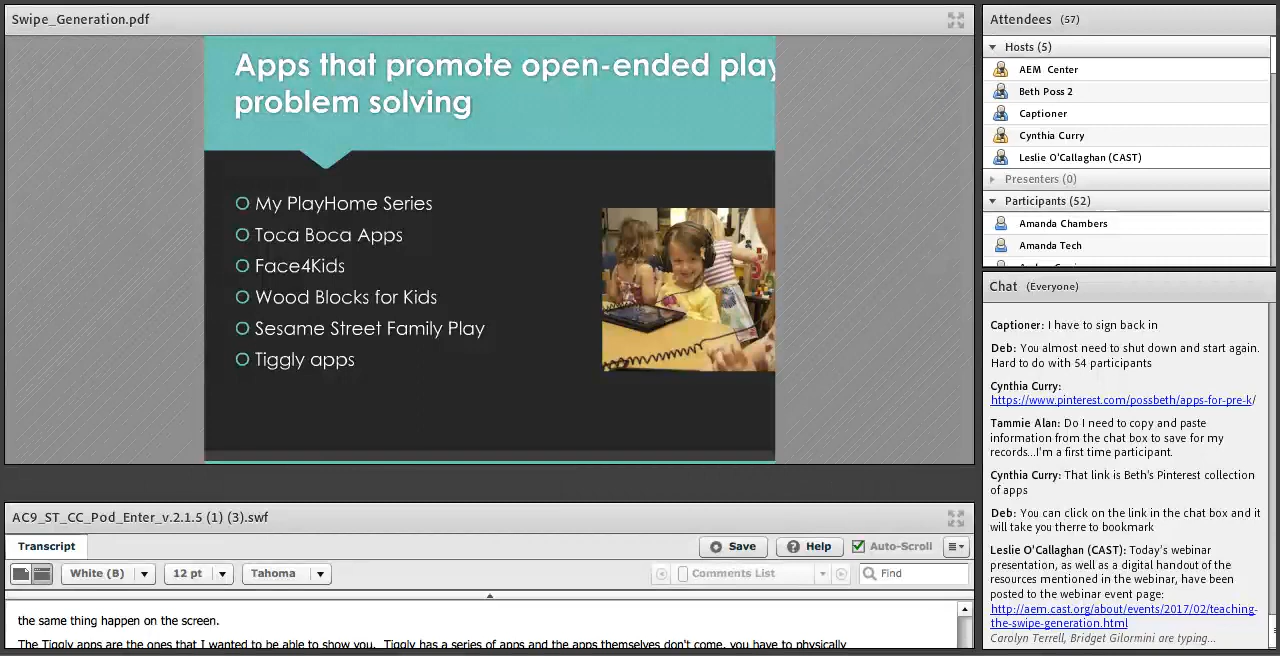 Swipe_Generation.pdf
Apps that promote open-ended play
problem solving
My PlayHome Series
Toca Boca Apps
Face4Kids
Wood Blocks for Kids
Sesame Street Family Play
Tiggly apps
AC9_ST_CC_Pod_Enter_v.2.1.5 (1) (3).swf
Transcript
Save
Help
Auto-Scroll
White (B)
12 pt
Tahoma
Comments List
Find
the same thing happen on the screen.
The Tiggly apps are the ones that I wanted to be able to show you. Tiggly has a series of apps and the apps themselves don't come, you have to physically
Attendees (57)
Hosts (5)
AEM Center
Beth Poss 2
Captioner
Cynthia Curry
Leslie O'Callaghan (CAST)
Presenters (0)
Participants (52)
Amanda Chambers
Amanda Tech
Chat (Everyone)
Captioner: I have to sign back in
Deb: You almost need to shut down and start again.
Hard to do with 54 participants
Cynthia Curry:
https://www.pinterest.com/possbeth/apps-for-pre-k/
Tammie Alan: Do I need to copy and paste
information from the chat box to save for my
records...I'm a first time participant.
Cynthia Curry: That link is Beth's Pinterest collection
of apps
Deb: You can click on the link in the chat box and it
will take you therre to bookmark
Leslie O'Callaghan (CAST): Today's webinar
presentation, as well as a digital handout of the
resources mentioned in the webinar, have been
posted to the webinar event page:
http://aem.cast.org/about/events/2017/02/teaching-
the-swipe-generation.html
Carolyn Terrell, Bridget Gilormini are typing...